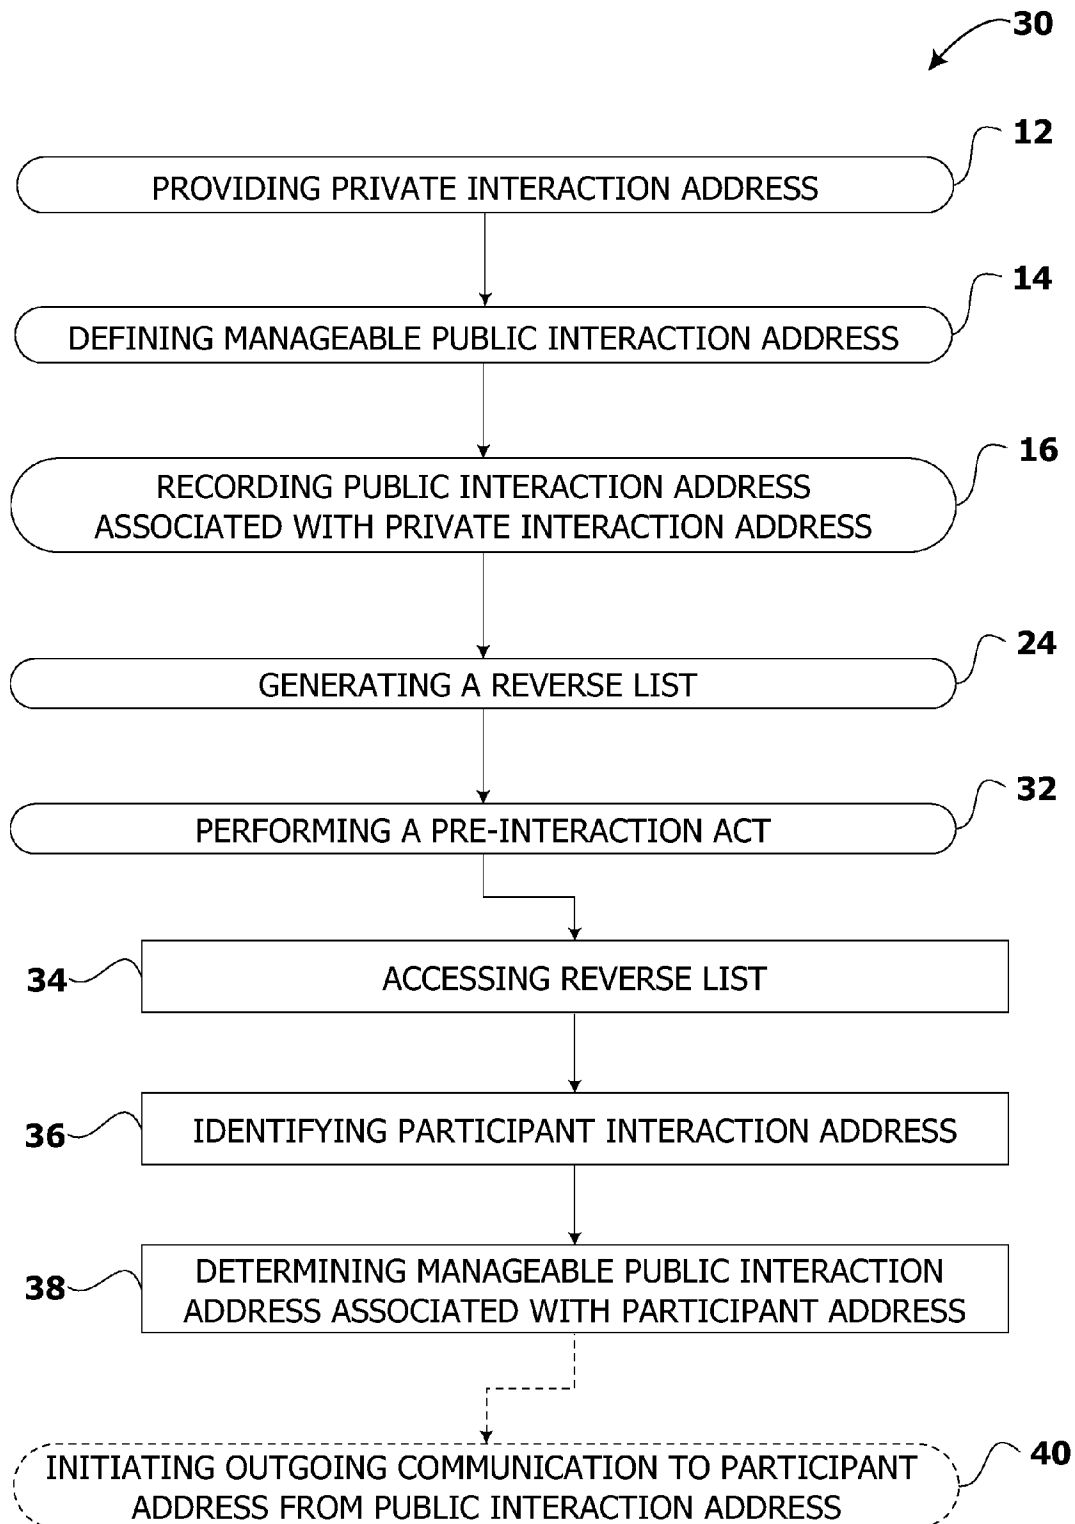 30
12
PROVIDING PRIVATE INTERACTION ADDRESS
14
DEFINING MANAGEABLE PUBLIC INTERACTION ADDRESS
16
RECORDING PUBLIC INTERACTION ADDRESS
ASSOCIATED WITH PRIVATE INTERACTION ADDRESS
24
GENERATING A REVERSE LIST
32
PERFORMING A PRE-INTERACTION ACT
34
ACCESSING REVERSE LIST
36
IDENTIFYING PARTICIPANT INTERACTION ADDRESS
38
DETERMINING MANAGEABLE PUBLIC INTERACTION
ADDRESS ASSOCIATED WITH PARTICIPANT ADDRESS
40
INITIATING OUTGOING COMMUNICATION TO PARTICIPANT
ADDRESS FROM PUBLIC INTERACTION ADDRESS